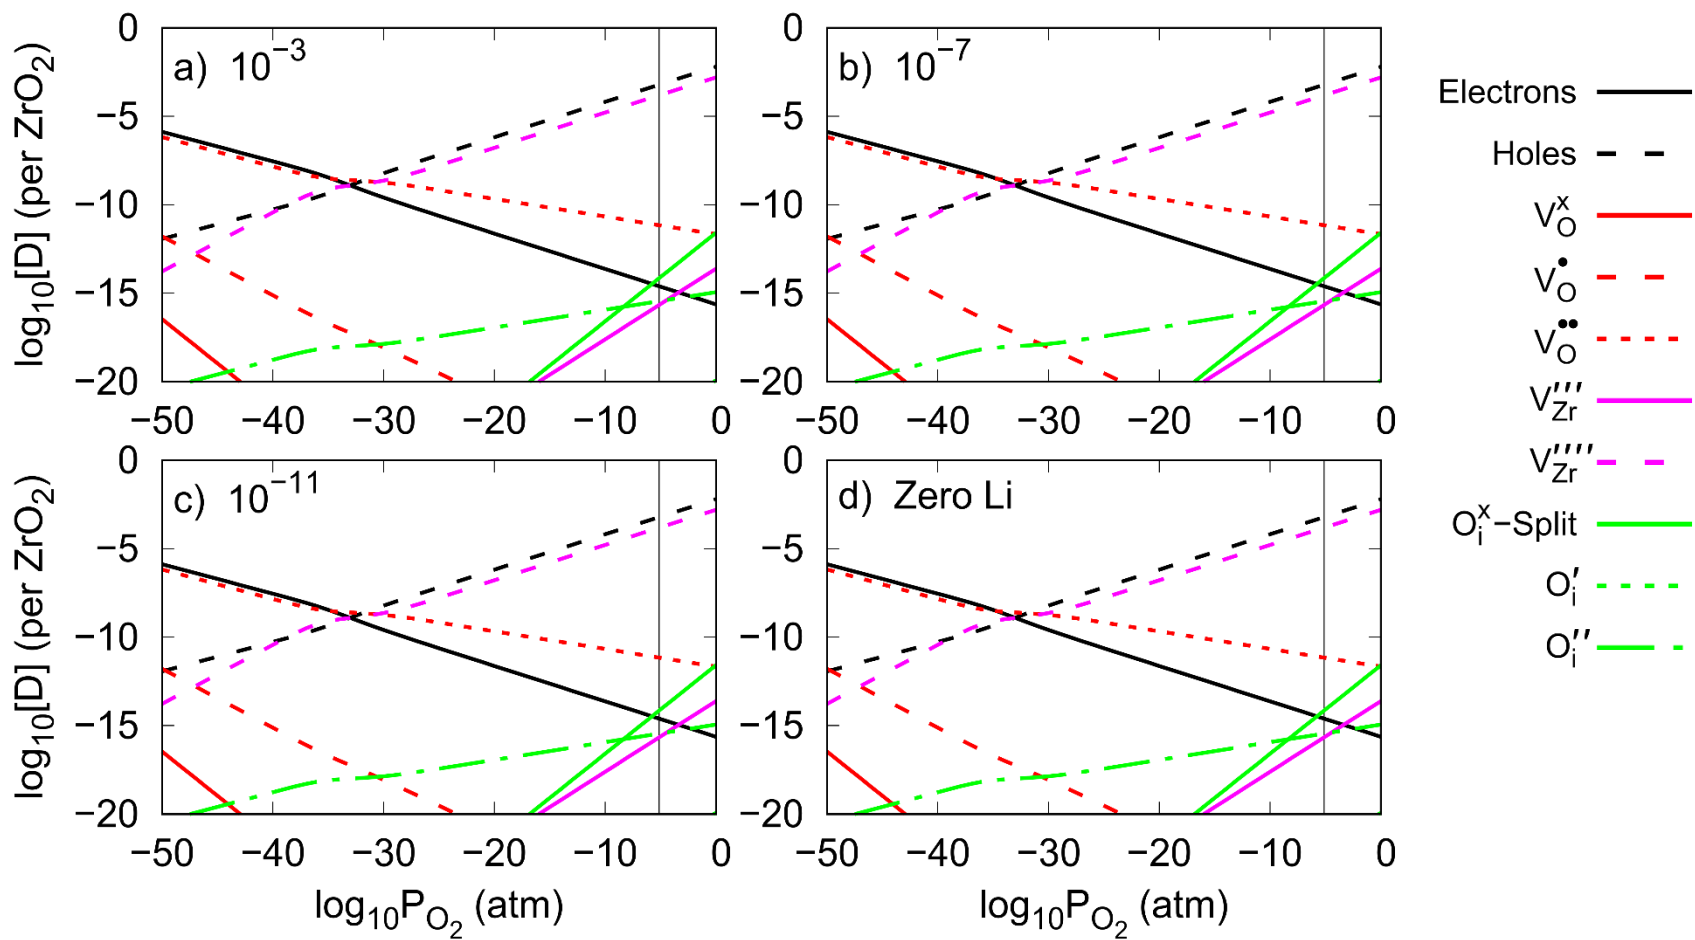 a) 10⁻³
b) 10⁻⁷
0
−5
−10
−15
−20
log₁₀[D] (per ZrO₂)
−50 −40 −30 −20 −10 0
0
−5
−10
−15
−20
−50 −40 −30 −20 −10 0
c) 10⁻¹¹
d) Zero Li
0
−5
−10
−15
−20
log₁₀[D] (per ZrO₂)
−50 −40 −30 −20 −10 0
log₁₀P_O₂ (atm)
0
−5
−10
−15
−20
−50 −40 −30 −20 −10 0
log₁₀P_O₂ (atm)
Electrons
Holes
V_O^x
V_O^•
V_O^••
V_Zr^′′′
V_Zr^′′′′
O_i^x−Split
O_i^′
O_i^′′